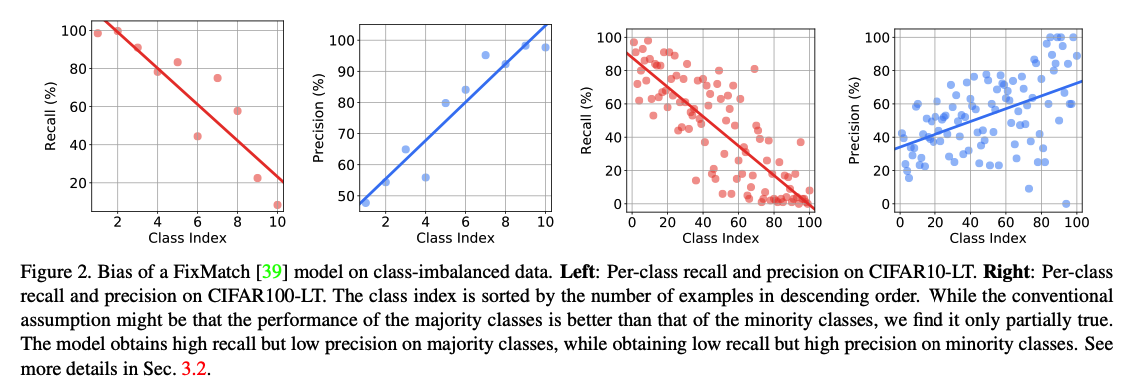 Recall (%)
100
80
60
40
20
2 4 6 8 10
Class Index
Precision (%)
100
90
80
70
60
50
2 4 6 8 10
Class Index
Recall (%)
100
80
60
40
20
0
0 20 40 60 80 100
Class Index
Precision (%)
100
80
60
40
20
0
0 20 40 60 80 100
Class Index
Figure 2. Bias of a FixMatch [39] model on class-imbalanced data. Left: Per-class recall and precision on CIFAR10-LT. Right: Per-class
recall and precision on CIFAR100-LT. The class index is sorted by the number of examples in descending order. While the conventional
assumption might be that the performance of the majority classes is better than that of the minority classes, we find it only partially true.
The model obtains high recall but low precision on majority classes, while obtaining low recall but high precision on minority classes. See
more details in Sec. 3.2.